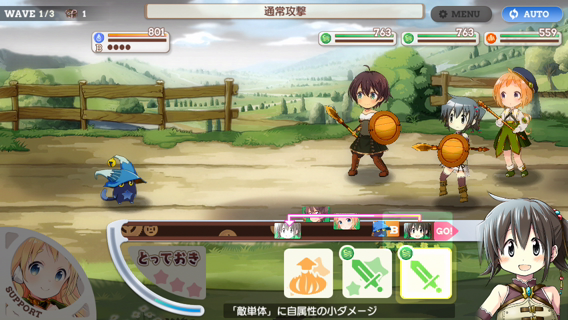 WAVE 1/3 1
通常攻撃
MENU
AUTO
801
B
763
763
559
B
GO!
とっておき
SUPPORT
「敵単体」に自属性の小ダメージ